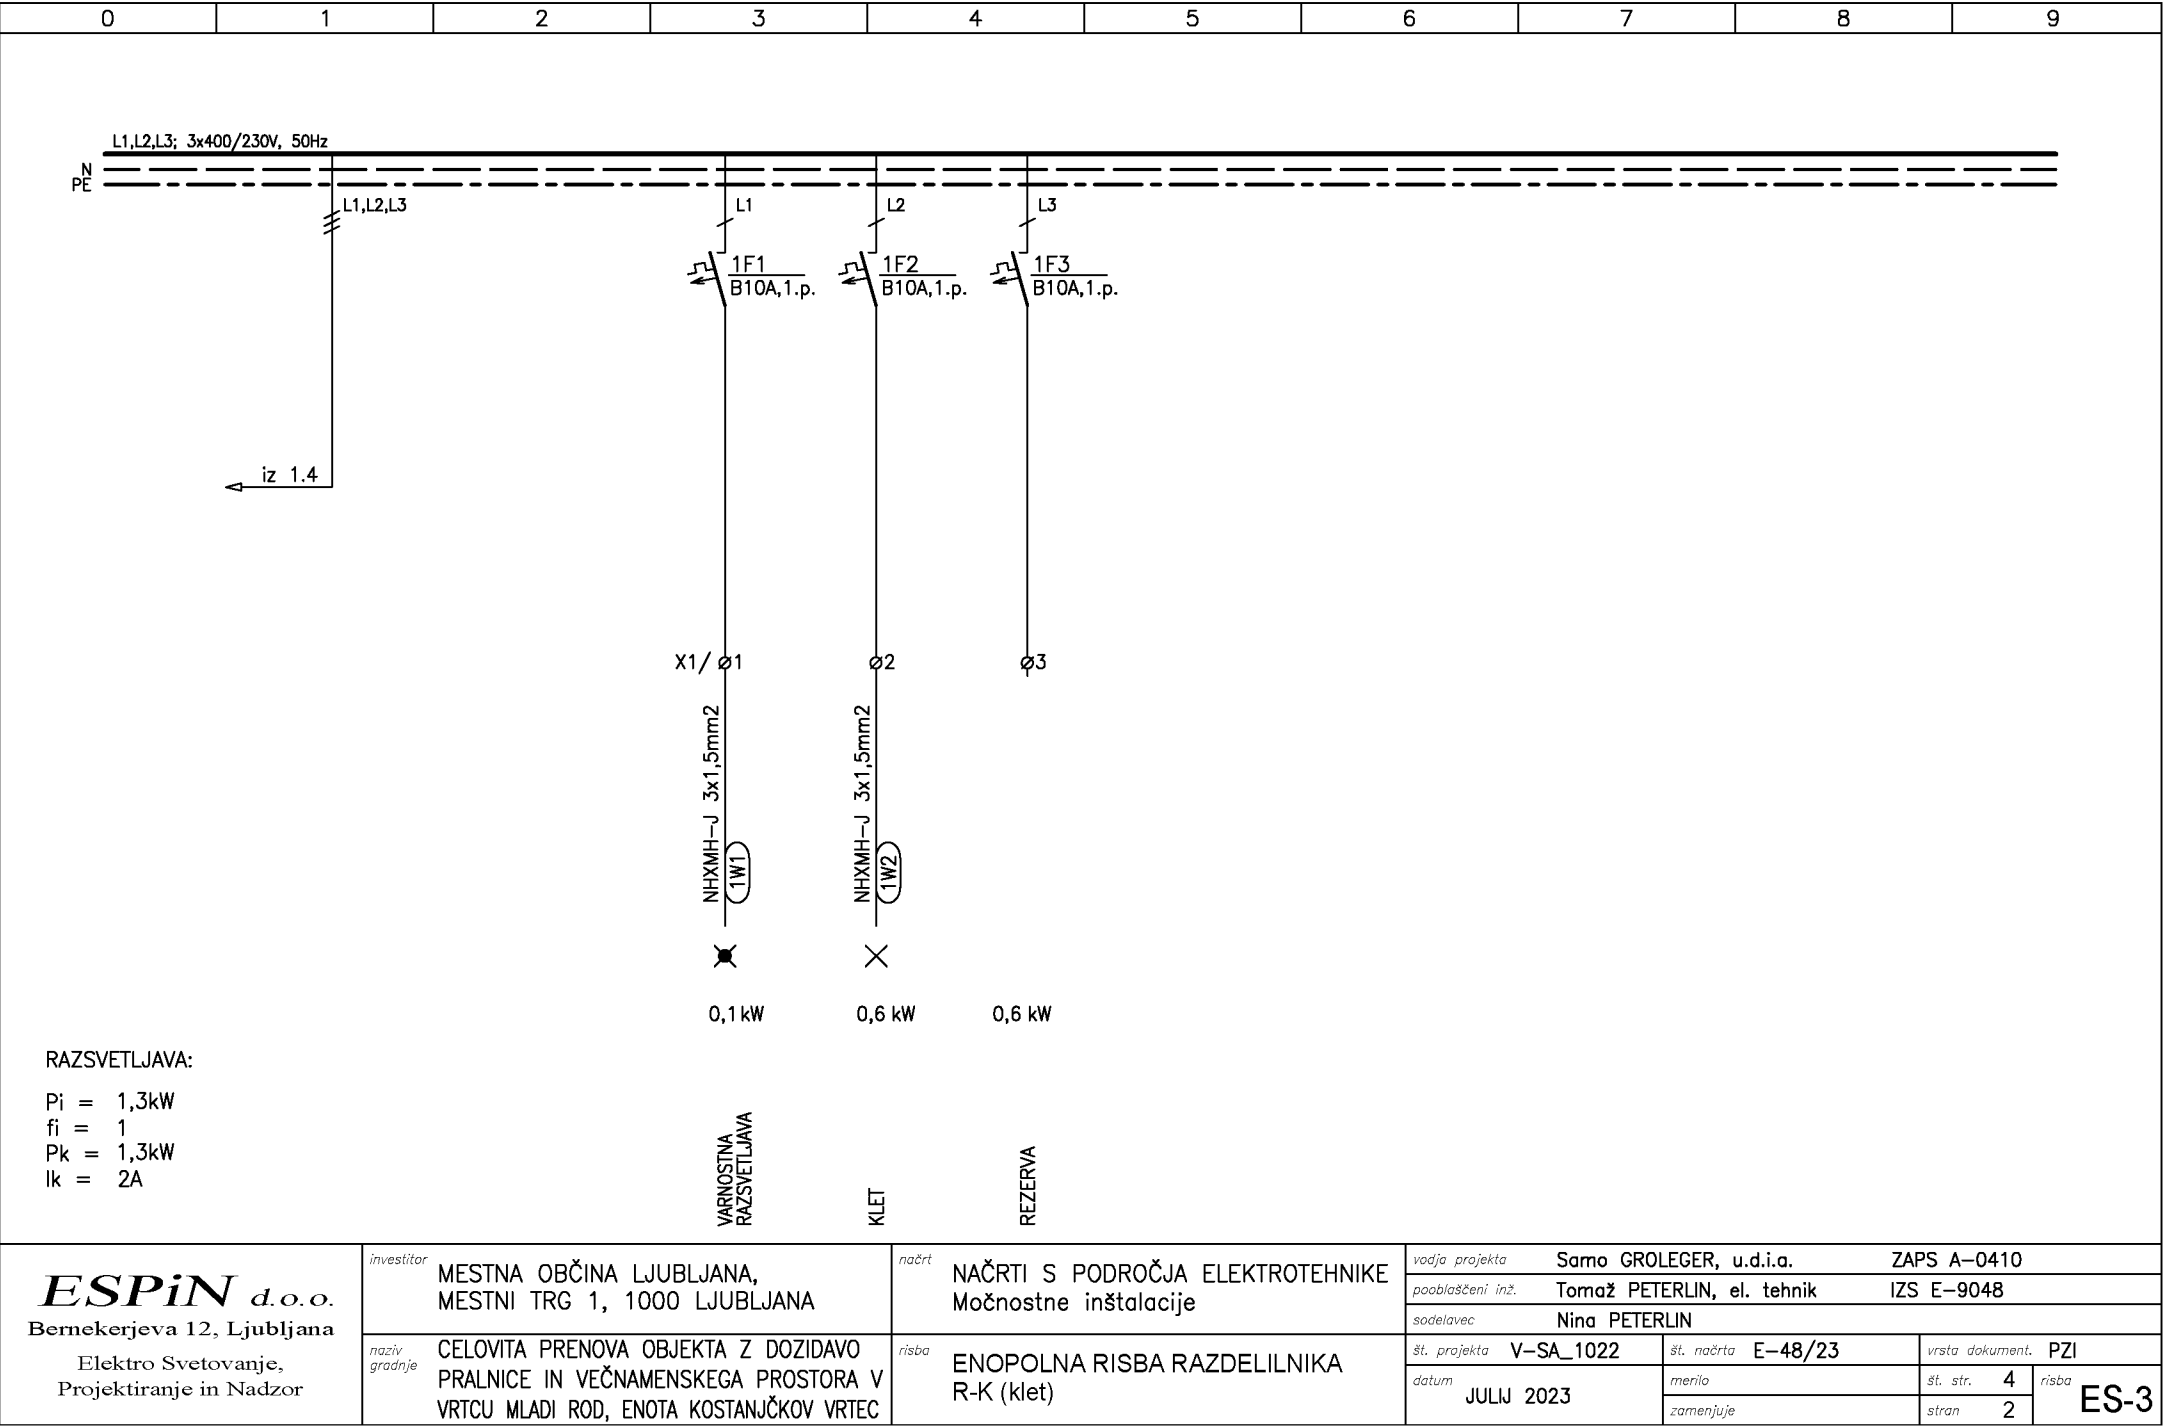 0 1 2 3 4 5 6 7 8 9
L1,L2,L3; 3x400/230V, 50Hz
N
PE
L1,L2,L3
L1
L2
L3
1F1
B10A,1.p.
1F2
B10A,1.p.
1F3
B10A,1.p.
iz 1.4
X1/ 1
2
3
NHXMH-J 3x1,5mm2
1W1
NHXMH-J 3x1,5mm2
1W2
0,1 kW
0,6 kW
0,6 kW
RAZSVETLJAVA:
Pi = 1,3kW
fi = 1
Pk = 1,3kW
Ik = 2A
VARNOSTNA
RAZSVETLJAVA
KLET
REZERVA
ESPiN d.o.o.
Bernekerjeva 12, Ljubljana
Elektro Svetovanje,
Projektiranje in Nadzor
investitor
MESTNA OBČINA LJUBLJANA,
MESTNI TRG 1, 1000 LJUBLJANA
naziv
gradnje
CELOVITA PRENOVA OBJEKTA Z DOZIDAVO
PRALNICE IN VEČNAMENSKEGA PROSTORA V
VRTCU MLADI ROD, ENOTA KOSTANJČKOV VRTEC
načrt
NAČRTI S PODROČJA ELEKTROTEHNIKE
Močnostne inštalacije
risba
ENOPOLNA RISBA RAZDELILNIKA
R-K (klet)
vodja projekta Samo GROLEGER, u.d.i.a. ZAPS A-0410
pooblaščeni inž. Tomaž PETERLIN, el. tehnik IZS E-9048
sodelavec Nina PETERLIN
št. projekta V-SA_1022
št. načrta E-48/23
vrsta dokument. PZI
datum JULIJ 2023
merilo
zamenjuje
št. str. 4
stran 2
risba ES-3